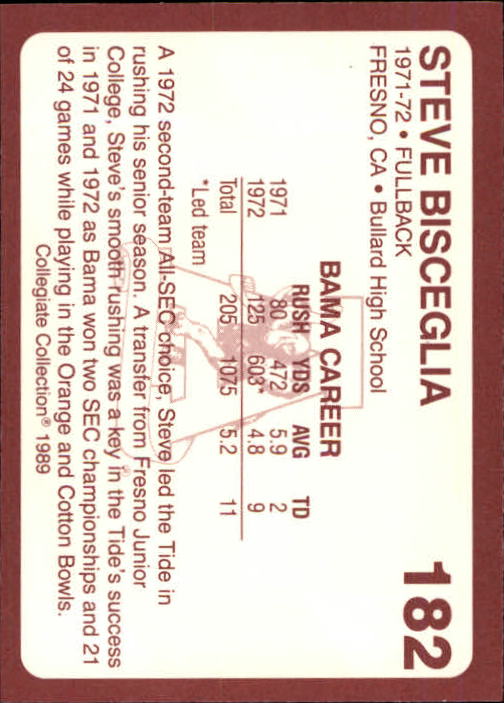 STEVE BISCEGLIA 182
1971-72 • FULLBACK
FRESNO, CA • Bullard High School
BAMA CAREER
RUSH YDS AVG TD
1971 80 472 5.9 2
1972 125 603* 4.8 9
Total 205 1075 5.2 11
*Led team
A 1972 second-team All-SEC choice, Steve led the Tide in
rushing his senior season. A transfer from Fresno Junior
College, Steve's smooth rushing was a key in the Tide's success
in 1971 and 1972 as Bama won two SEC championships and 21
of 24 games while playing in the Orange and Cotton Bowls.
Collegiate Collection® 1989